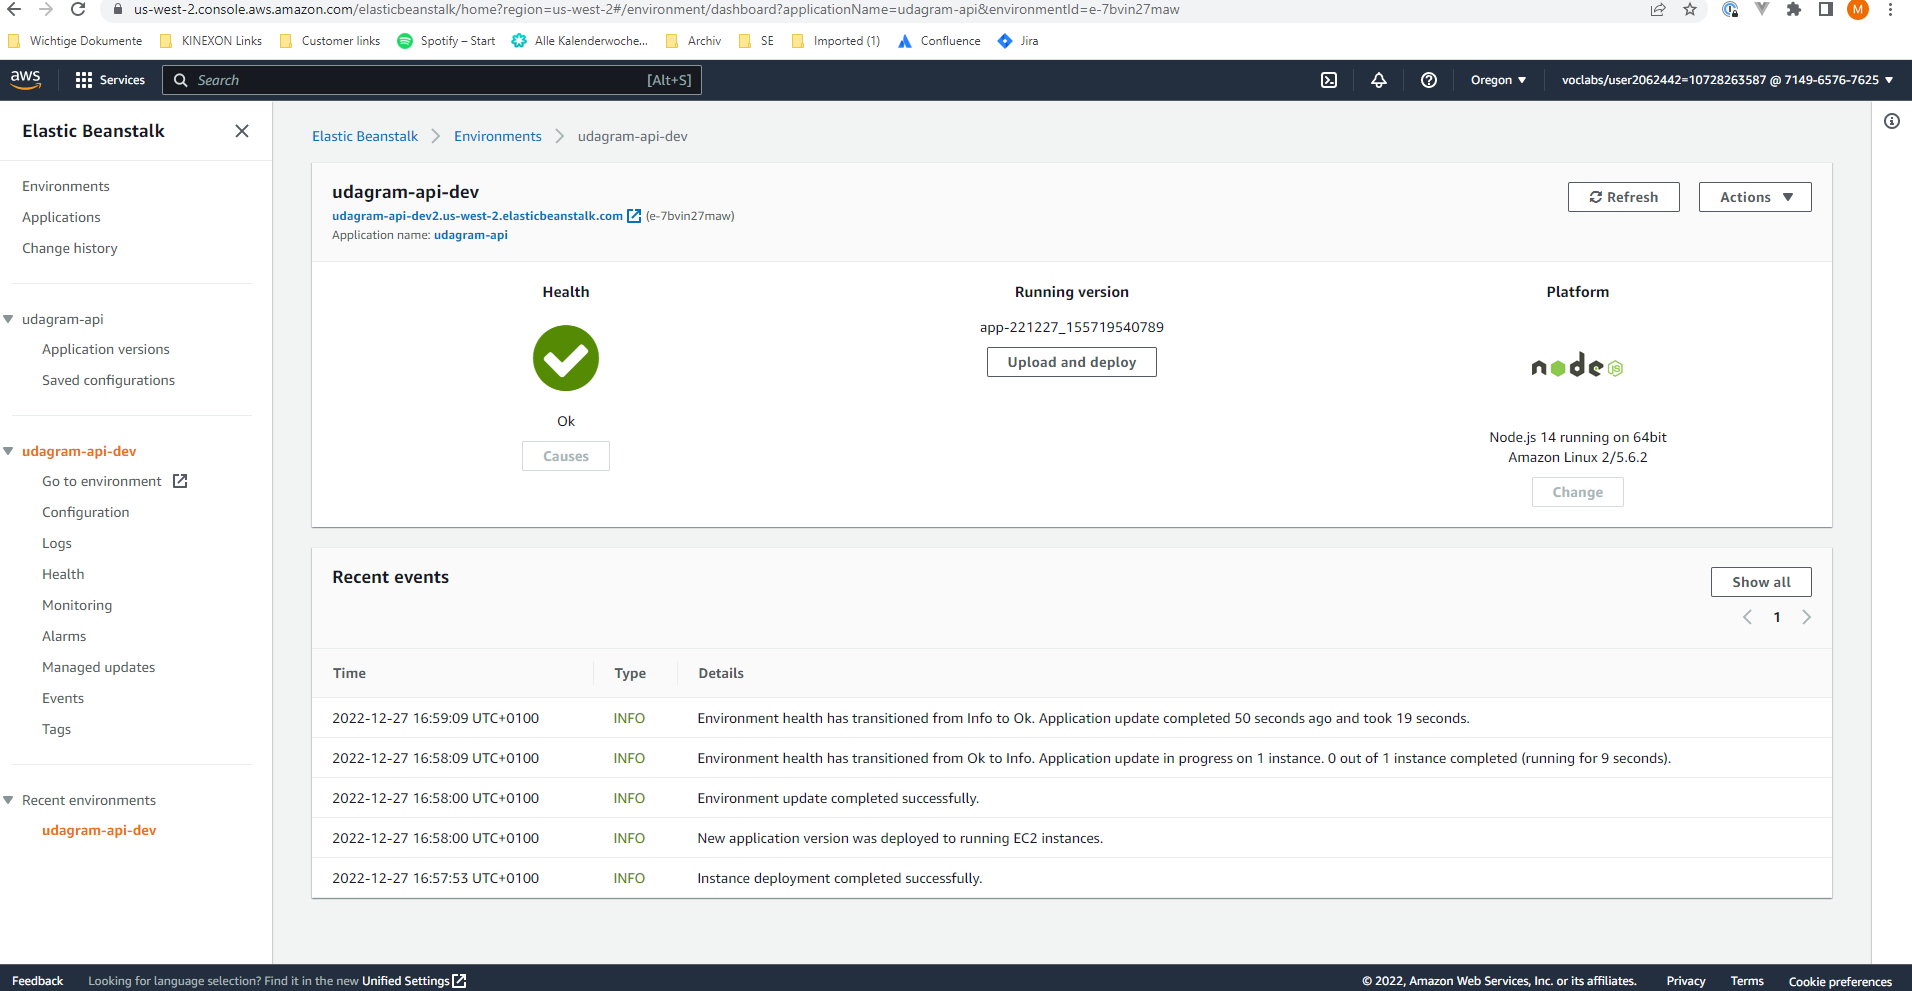 us-west-2.console.aws.amazon.com/elasticbeanstalk/home?region=us-west-2#/environment/dashboard?applicationName=udagram-api&environmentId=e-7bvin27maw
M
Wichtige Dokumente KINEXON Links Customer links Spotify – Start Alle Kalenderwoche... Archiv SE Imported (1) Confluence Jira
aws Services Search [Alt+S] Oregon voclabs/user2062442=10728263587 @ 7149-6576-7625
Elastic Beanstalk
Environments
Applications
Change history
udagram-api
Application versions
Saved configurations
udagram-api-dev
Go to environment
Configuration
Logs
Health
Monitoring
Alarms
Managed updates
Events
Tags
Recent environments
udagram-api-dev
Elastic Beanstalk Environments udagram-api-dev
udagram-api-dev
Refresh Actions
udagram-api-dev2.us-west-2.elasticbeanstalk.com (e-7bvin27maw)
Application name: udagram-api
Health
Ok
Causes
Running version
app-221227_155719540789
Upload and deploy
Platform
node JS
Node.js 14 running on 64bit
Amazon Linux 2/5.6.2
Change
Recent events
Show all
1
Time Type Details
2022-12-27 16:59:09 UTC+0100 INFO Environment health has transitioned from Info to Ok. Application update completed 50 seconds ago and took 19 seconds.
2022-12-27 16:58:09 UTC+0100 INFO Environment health has transitioned from Ok to Info. Application update in progress on 1 instance. 0 out of 1 instance completed (running for 9 seconds).
2022-12-27 16:58:00 UTC+0100 INFO Environment update completed successfully.
2022-12-27 16:58:00 UTC+0100 INFO New application version was deployed to running EC2 instances.
2022-12-27 16:57:53 UTC+0100 INFO Instance deployment completed successfully.
Feedback Looking for language selection? Find it in the new Unified Settings © 2022, Amazon Web Services, Inc. or its affiliates. Privacy Terms Cookie preferences